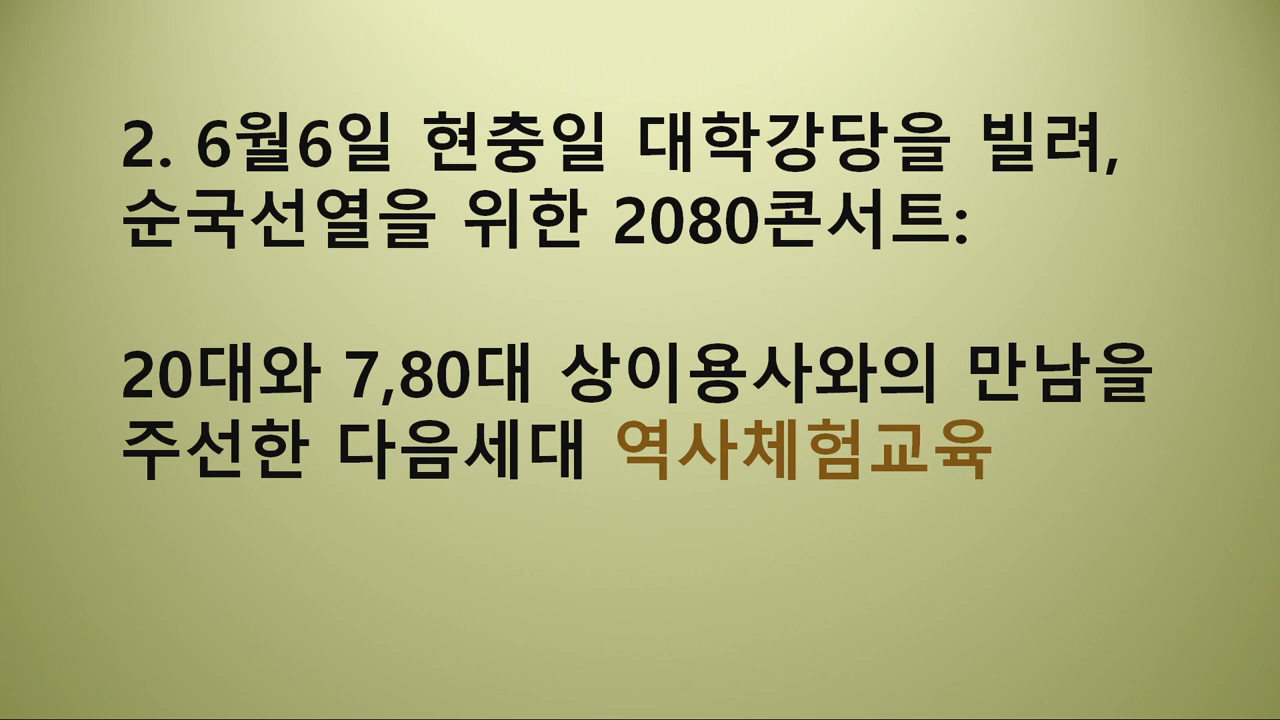 2. 6월6일 현충일 대학강당을 빌려,
순국선열을 위한 2080콘서트:
20대와 7,80대 상이용사와의 만남을
주선한 다음세대 역사체험교육